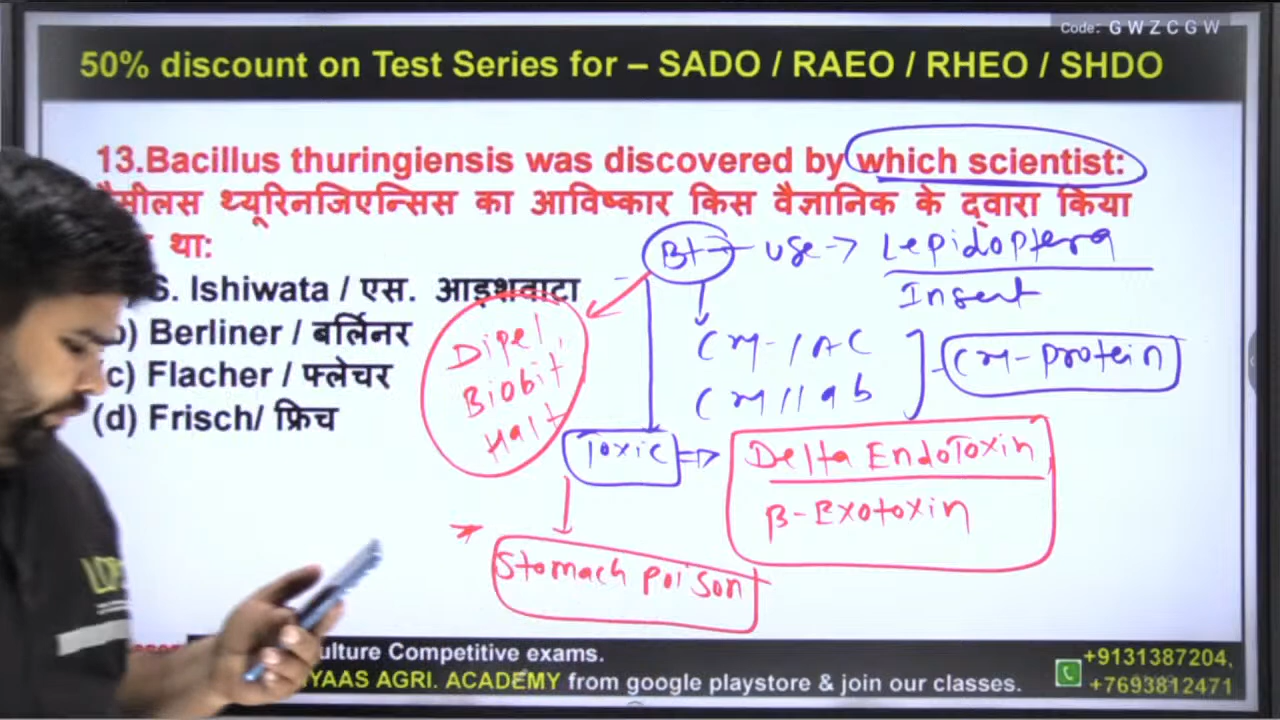 Code: G W Z C G W
50% discount on Test Series for – SADO / RAEO / RHEO / SHDO
13.Bacillus thuringiensis was discovered by which scientist:
थ्यूरिनजिएन्सिस का आविष्कार किस वैज्ञानिक के द्वारा किया
था:
S. Ishiwata / एस. आइशवाटा
b) Berliner / बर्लिनर
(c) Flacher / फ्लेचर
(d) Frisch/ फ्रिच
Bt use → Lepidoptera
Insect
Cry-1AC
Cry11ab
Cry-protein
Dipel,
Biobit
Halt
Toxic ⇒ Delta Endotoxin
β-Exotoxin
Stomach poison
culture Competitive exams.
YAAS AGRI. ACADEMY from google playstore & join our classes.
+9131387204,
+7693812471